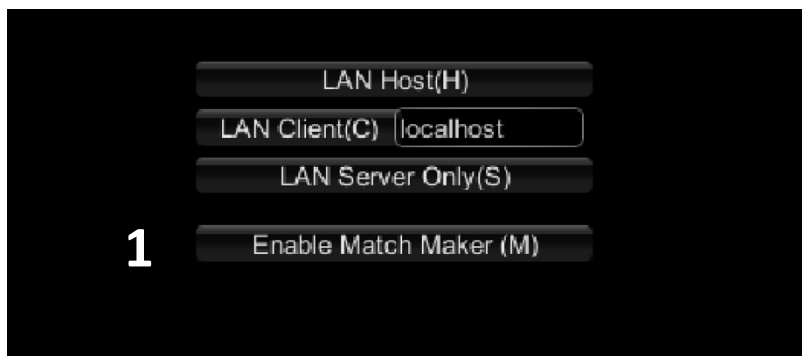 LAN Host(H)
LAN Client(C) localhost
LAN Server Only(S)
1 Enable Match Maker (M)